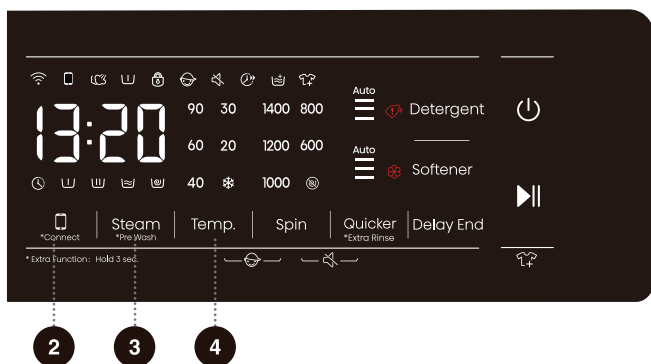 Auto
90 30 1400 800
Detergent
13:20
60 20 1200 600
Auto
Softener
40 1000
*Connect
Steam
*Pre Wash
Temp.
Spin
Quicker
*Extra Rinse
Delay End
* Extra Function: Hold 3 sec.
2 3 4